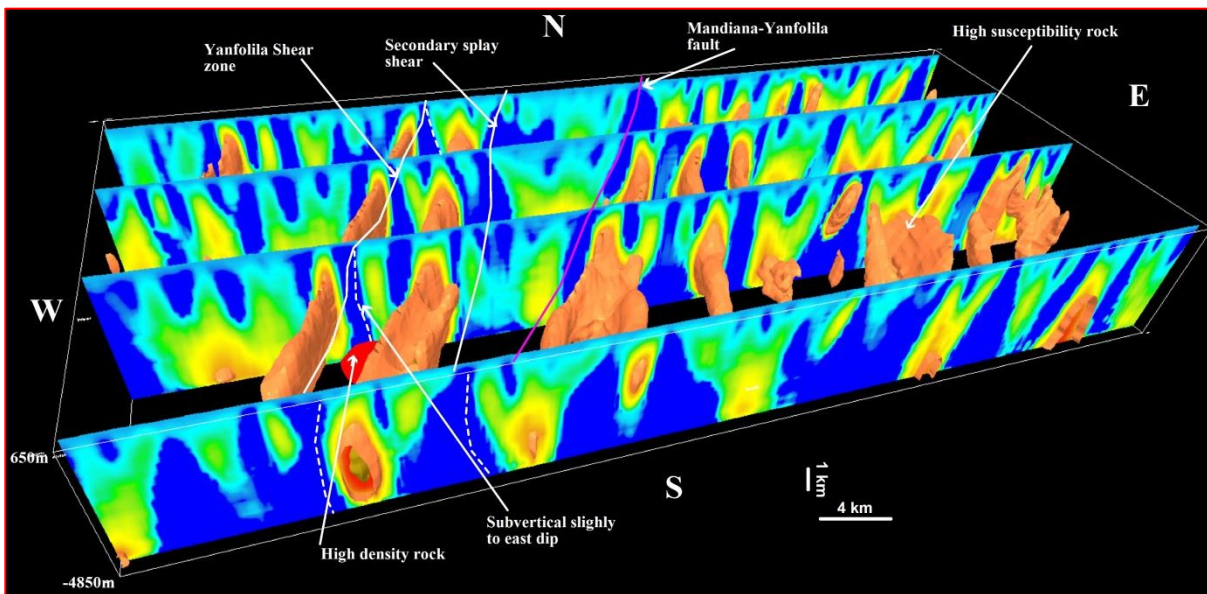 N
Yanfolila Shear
zone
Secondary splay
shear
Mandiana-Yanfolila
fault
High susceptibility rock
E
W
650m
-4850m
High density rock
Subvertical slighly
to east dip
S
1 km
4 km